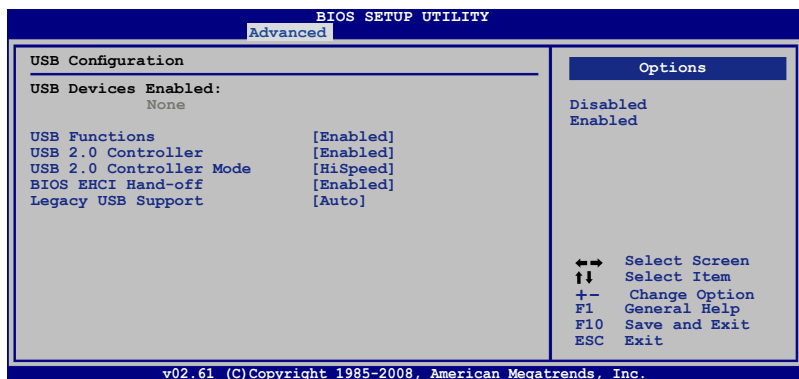 BIOS SETUP UTILITY
Advanced
USB Configuration
USB Devices Enabled:
None
USB Functions [Enabled]
USB 2.0 Controller [Enabled]
USB 2.0 Controller Mode [HiSpeed]
BIOS EHCI Hand-off [Enabled]
Legacy USB Support [Auto]
Options
Disabled
Enabled
←→ Select Screen
↑↓ Select Item
+- Change Option
F1 General Help
F10 Save and Exit
ESC Exit
v02.61 (C)Copyright 1985-2008, American Megatrends, Inc.